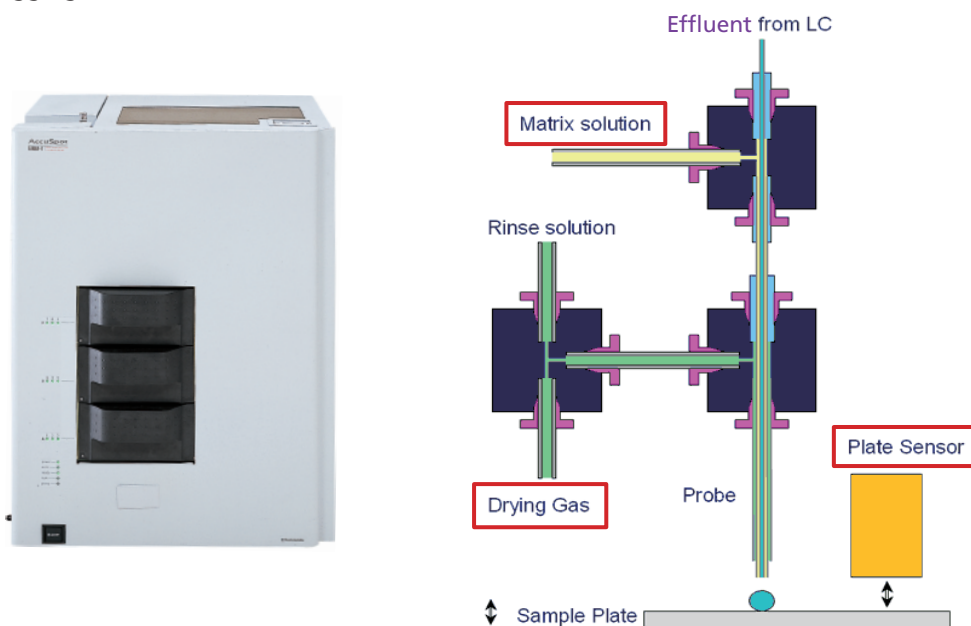 Effluent from LC
AccuSpot
Matrix solution
Rinse solution
Plate Sensor
Drying Gas
Probe
Sample Plate